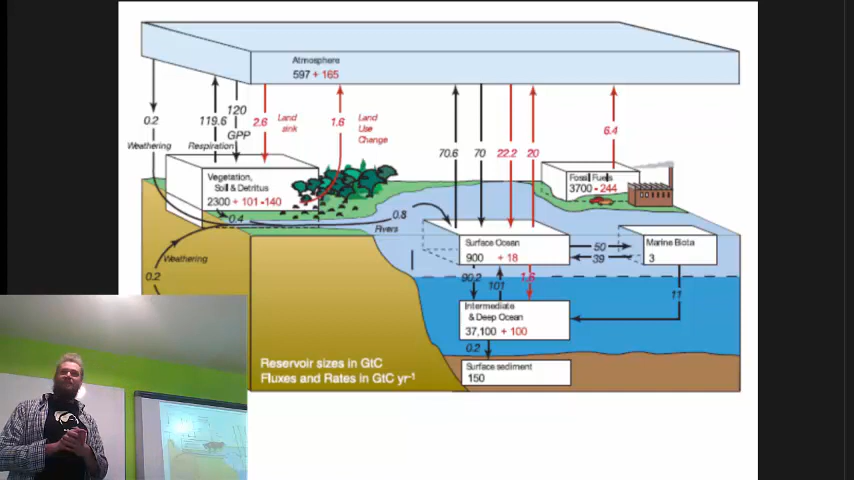 Atmosphere
597 + 165
0.2
Weathering
119.6
Respiration
120
GPP
2.6
Land
sink
1.6
Land
Use
Change
70.6
70
22.2
20
6.4
Vegetation,
Soil & Detritus
2300 + 101 -140
Fossil Fuels
3700 - 244
0.4
0.8
Rivers
Weathering
0.2
Surface Ocean
900 + 18
50
39
Marine Biota
3
90.2
101
1.6
11
Intermediate
& Deep Ocean
37,100 + 100
0.2
Surface sediment
150
Reservoir sizes in GtC
Fluxes and Rates in GtC yr⁻¹